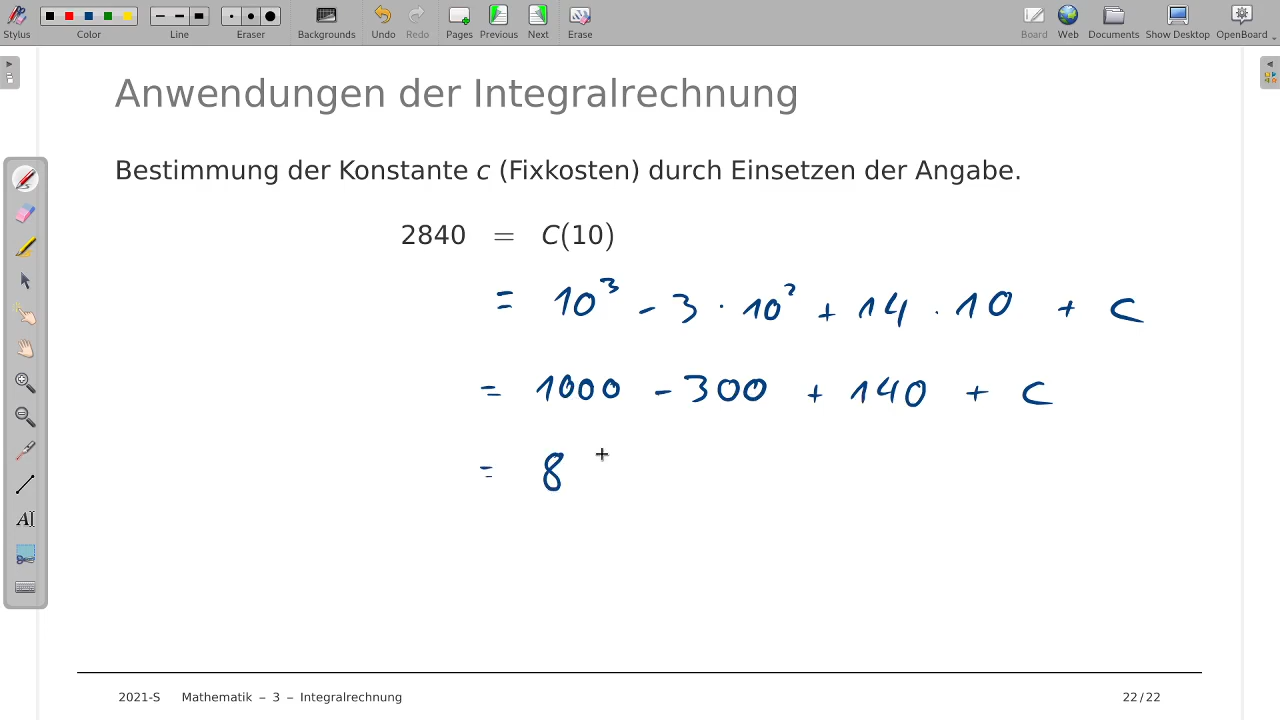 Stylus Color Line Eraser Backgrounds Undo Redo Pages Previous Next Erase Board Web Documents Show Desktop OpenBoard
Anwendungen der Integralrechnung
Bestimmung der Konstante c (Fixkosten) durch Einsetzen der Angabe.
2840 = C(10)
= 10³ - 3 · 10² + 14 · 10 + c
= 1000 - 300 + 140 + c
= 8
2021-S Mathematik – 3 – Integralrechnung 22/22